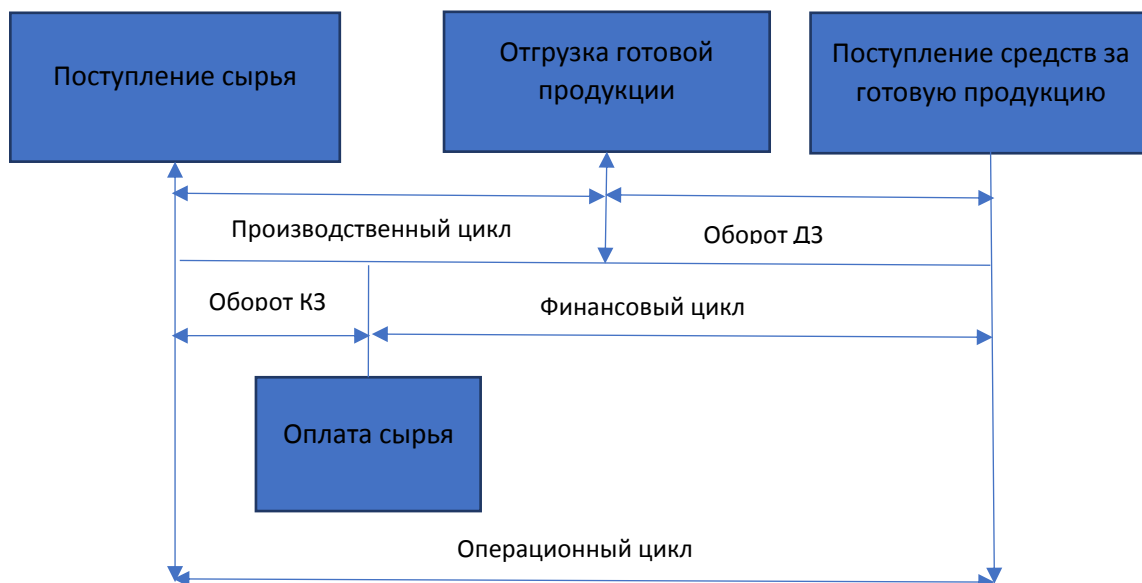 Поступление сырья
Отгрузка готовой
продукции
Поступление средств за
готовую продукцию
Производственный цикл
Оборот ДЗ
Оборот КЗ
Финансовый цикл
Оплата сырья
Операционный цикл